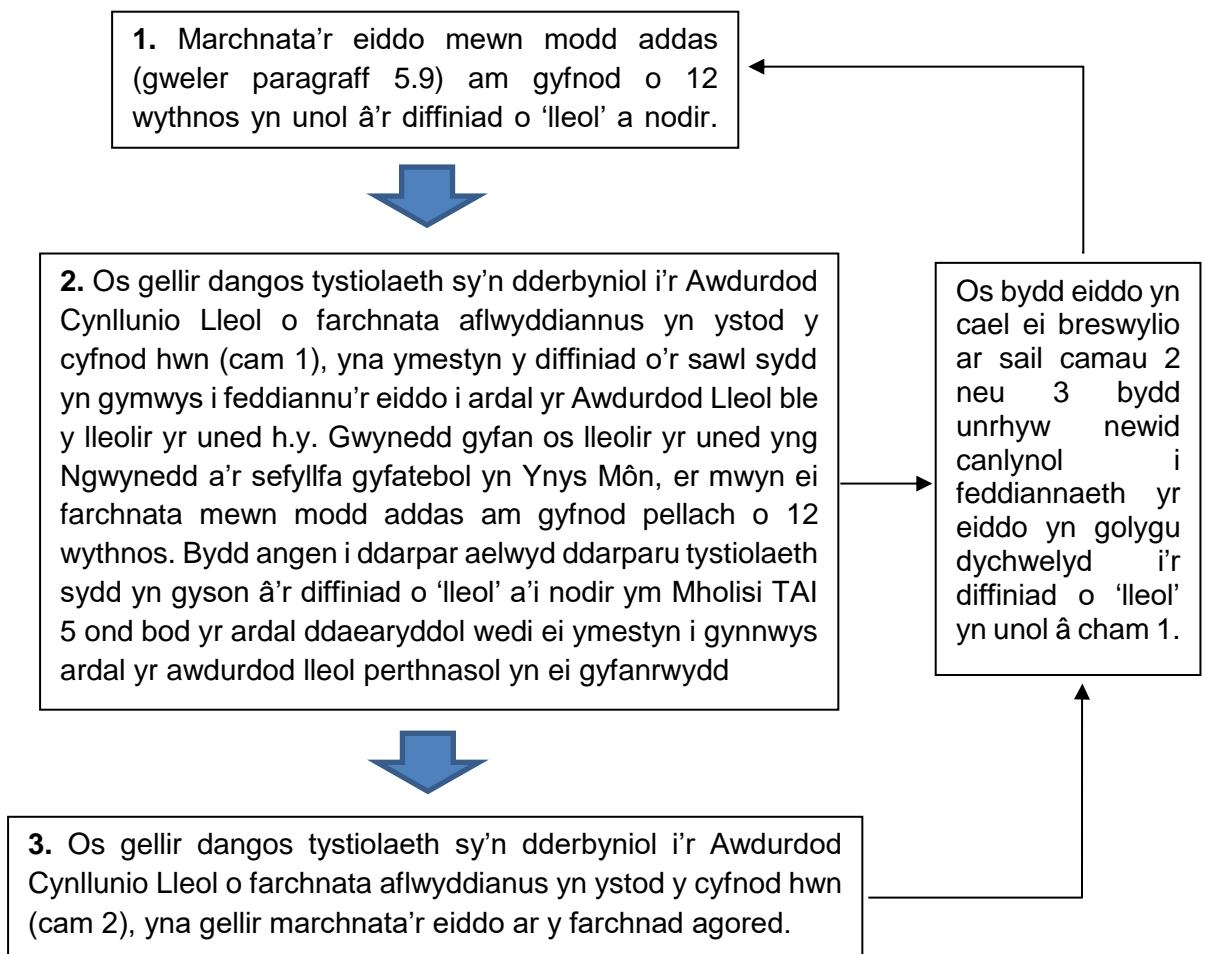 1. Marchnata'r eiddo mewn modd addas
(gweler paragraff 5.9) am gyfnod o 12
wythnos yn unol â'r diffiniad o ‘lleol’ a nodir.
2. Os gellir dangos tystiolaeth sy'n dderbyniol i'r Awdurdod
Cynllunio Lleol o farchnata aflwyddiannus yn ystod y
cyfnod hwn (cam 1), yna ymestyn y diffiniad o'r sawl sydd
yn gymwys i feddiannu'r eiddo i ardal yr Awdurdod Lleol ble
y lleolir yr uned h.y. Gwynedd gyfan os lleolir yr uned yng
Ngwynedd a'r sefyllfa gyfatebol yn Ynys Môn, er mwyn ei
farchnata mewn modd addas am gyfnod pellach o 12
wythnos. Bydd angen i ddarpar aelwyd ddarparu tystiolaeth
sydd yn gyson â'r diffiniad o ‘lleol’ a'i nodir ym Mholisi TAI
5 ond bod yr ardal ddaearyddol wedi ei ymestyn i gynnwys
ardal yr awdurdod lleol perthnasol yn ei gyfanrwydd
Os bydd eiddo yn
cael ei breswylio
ar sail camau 2
neu 3 bydd
unrhyw newid
canlynol i
feddiannaeth yr
eiddo yn golygu
dychwelyd i'r
diffiniad o ‘lleol’
yn unol â cham 1.
3. Os gellir dangos tystiolaeth sy'n dderbyniol i'r Awdurdod
Cynllunio Lleol o farchnata aflwyddianus yn ystod y cyfnod hwn
(cam 2), yna gellir marchnata'r eiddo ar y farchnad agored.